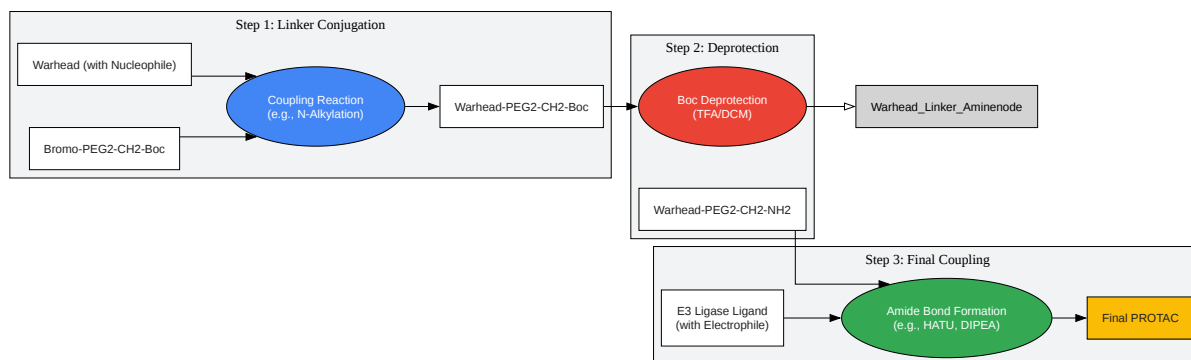 Step 1: Linker Conjugation
Warhead (with Nucleophile)
Bromo-PEG2-CH2-Boc
Coupling Reaction
(e.g., N-Alkylation)
Warhead-PEG2-CH2-Boc
Step 2: Deprotection
Boc Deprotection
(TFA/DCM)
Warhead_Linker_Aminenode
Warhead-PEG2-CH2-NH2
Step 3: Final Coupling
E3 Ligase Ligand
(with Electrophile)
Amide Bond Formation
(e.g., HATU, DIPEA)
Final PROTAC